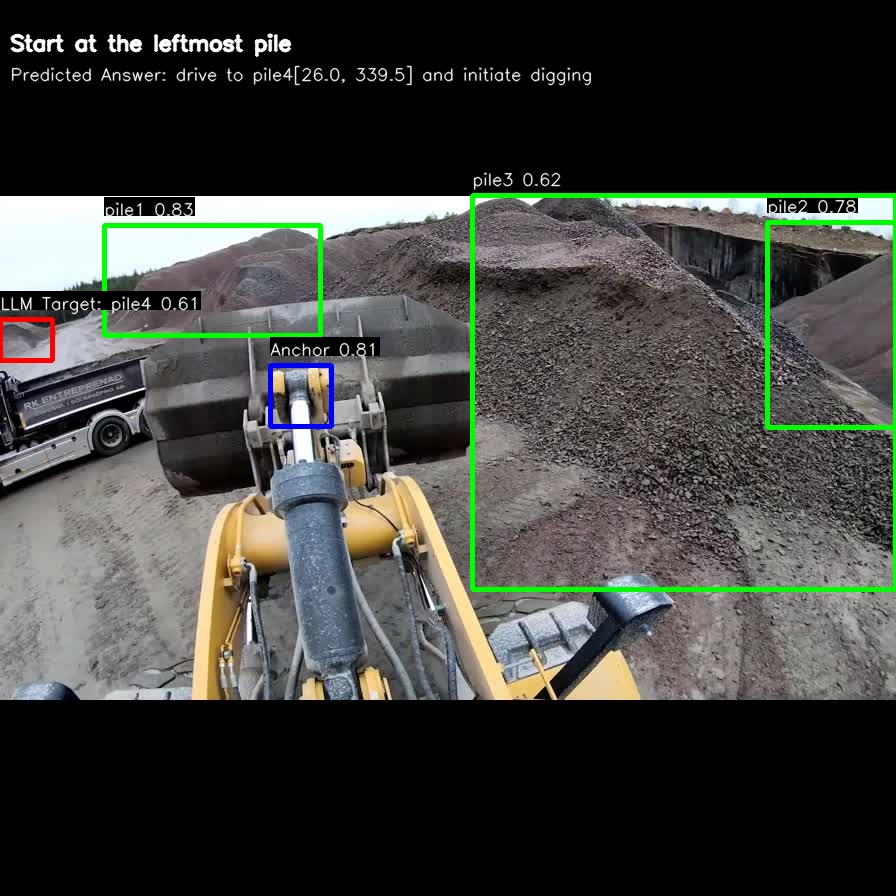 Start at the leftmost pile
Predicted Answer: drive to pile4[26.0, 339.5] and initiate digging
pile3 0.62
pile1 0.83
pile2 0.78
LLM Target: pile4 0.61
Anchor 0.81
RK ENTREPRENAD